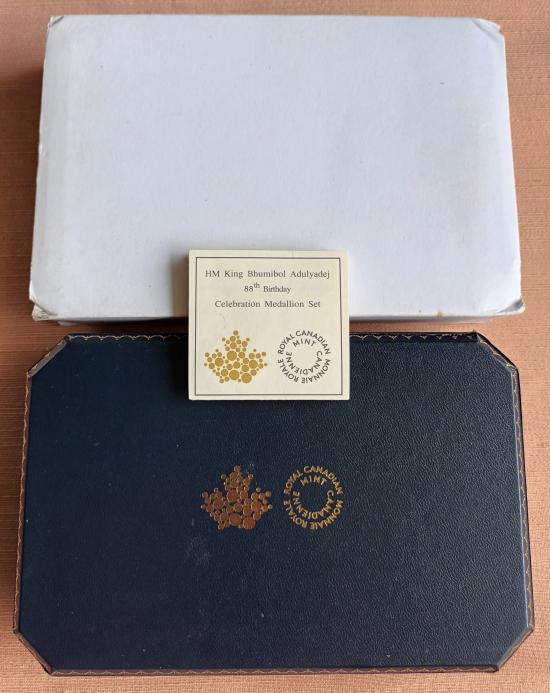 HM King Bhumibol Adulyadej
88th Birthday
Celebration Medallion Set
ROYAL CANADIAN MINT
MONNAIE ROYALE CANADIENNE
ROYAL CANADIAN MINT
MONNAIE ROYALE CANADIENNE